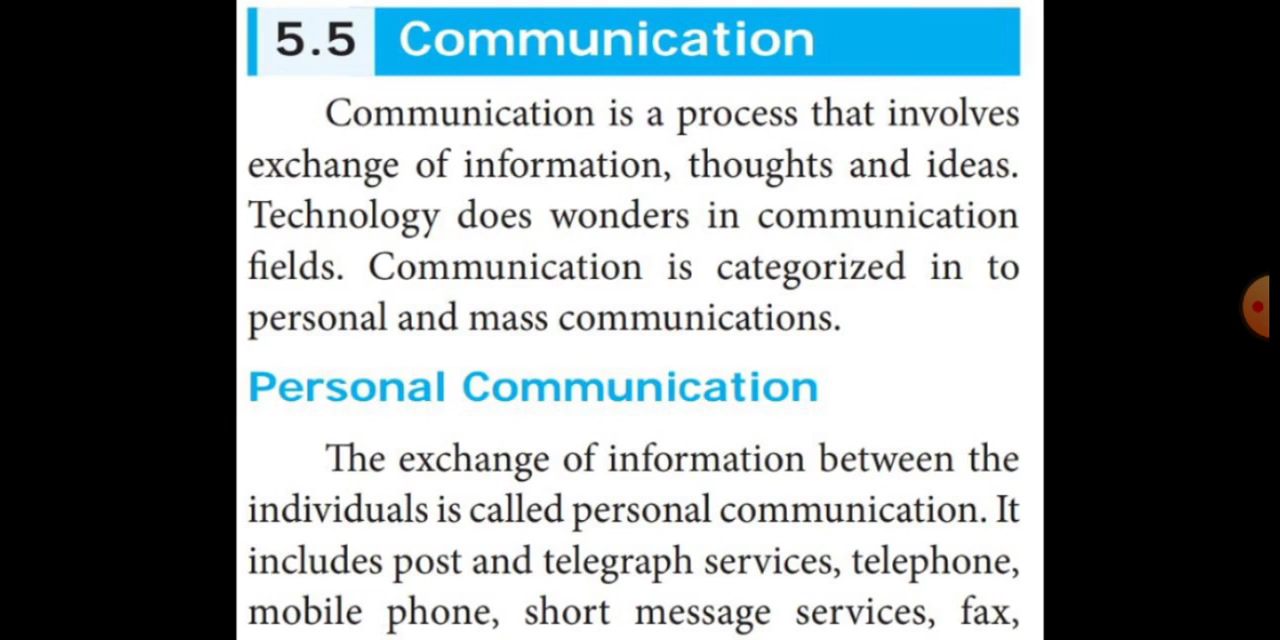 5.5 Communication
Communication is a process that involves
exchange of information, thoughts and ideas.
Technology does wonders in communication
fields. Communication is categorized in to
personal and mass communications.
Personal Communication
The exchange of information between the
individuals is called personal communication. It
includes post and telegraph services, telephone,
mobile phone, short message services, fax,